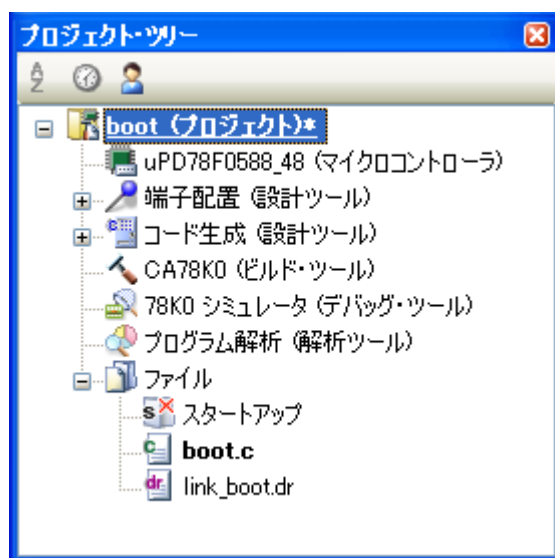 プロジェクト・ツリー
boot (プロジェクト)*
uPD78F0588_48 (マイクロコントローラ)
端子配置 (設計ツール)
コード生成 (設計ツール)
CA78K0 (ビルド・ツール)
78K0 シミュレータ (デバッグ・ツール)
プログラム解析 (解析ツール)
ファイル
スタートアップ
boot.c
link_boot.dr